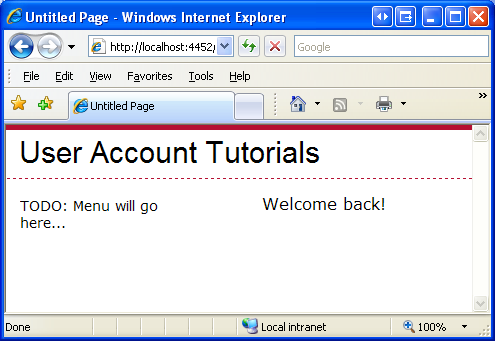 Untitled Page - Windows Internet Explorer
http://localhost:4452/
Google
File Edit View Favorites Tools Help
Untitled Page
»
User Account Tutorials
TODO: Menu will go
here...
Welcome back!
Done
Local intranet
100%